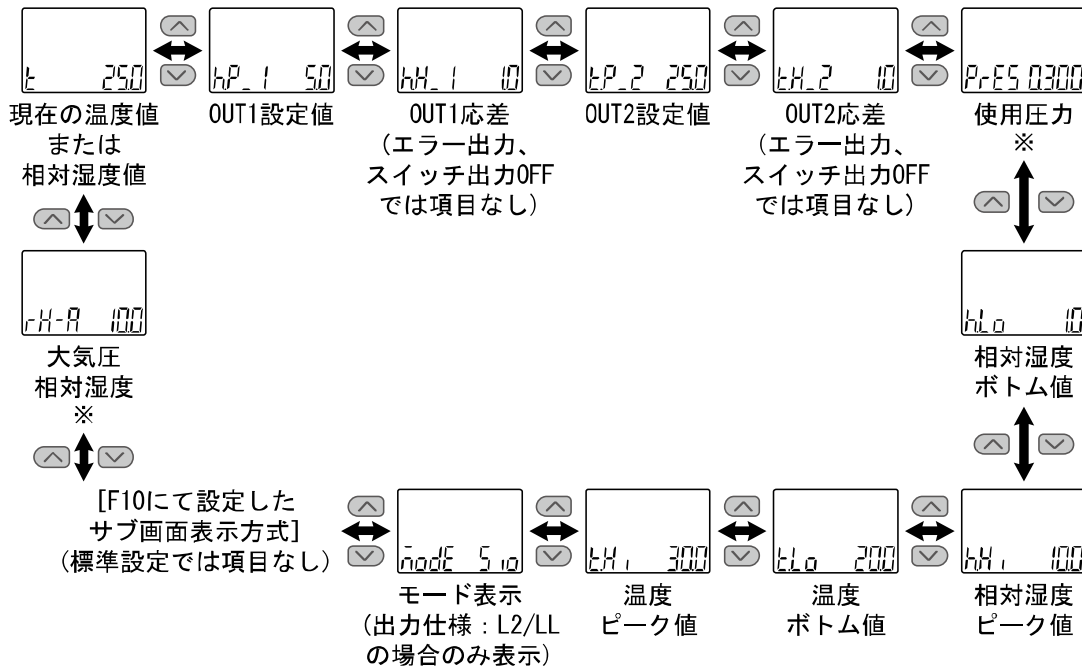 t 25.0
hP_1 5.0
hH_1 1.0
tP_2 25.0
tH_2 1.0
PrES 0.300
現在の温度値
または
相対湿度値
OUT1設定値
OUT1応差
(エラー出力、
スイッチ出力OFF
では項目なし)
OUT2設定値
OUT2応差
(エラー出力、
スイッチ出力OFF
では項目なし)
使用圧力
※
rH-A 10.0
大気圧
相対湿度
※
hLo 1.0
相対湿度
ボトム値
[F10にて設定した
サブ画面表示方式]
(標準設定では項目なし)
modE Sio
モード表示
(出力仕様：L2/LL
の場合のみ表示)
tHi 30.0
温度
ピーク値
tLo 20.0
温度
ボトム値
hHi 10.0
相対湿度
ピーク値